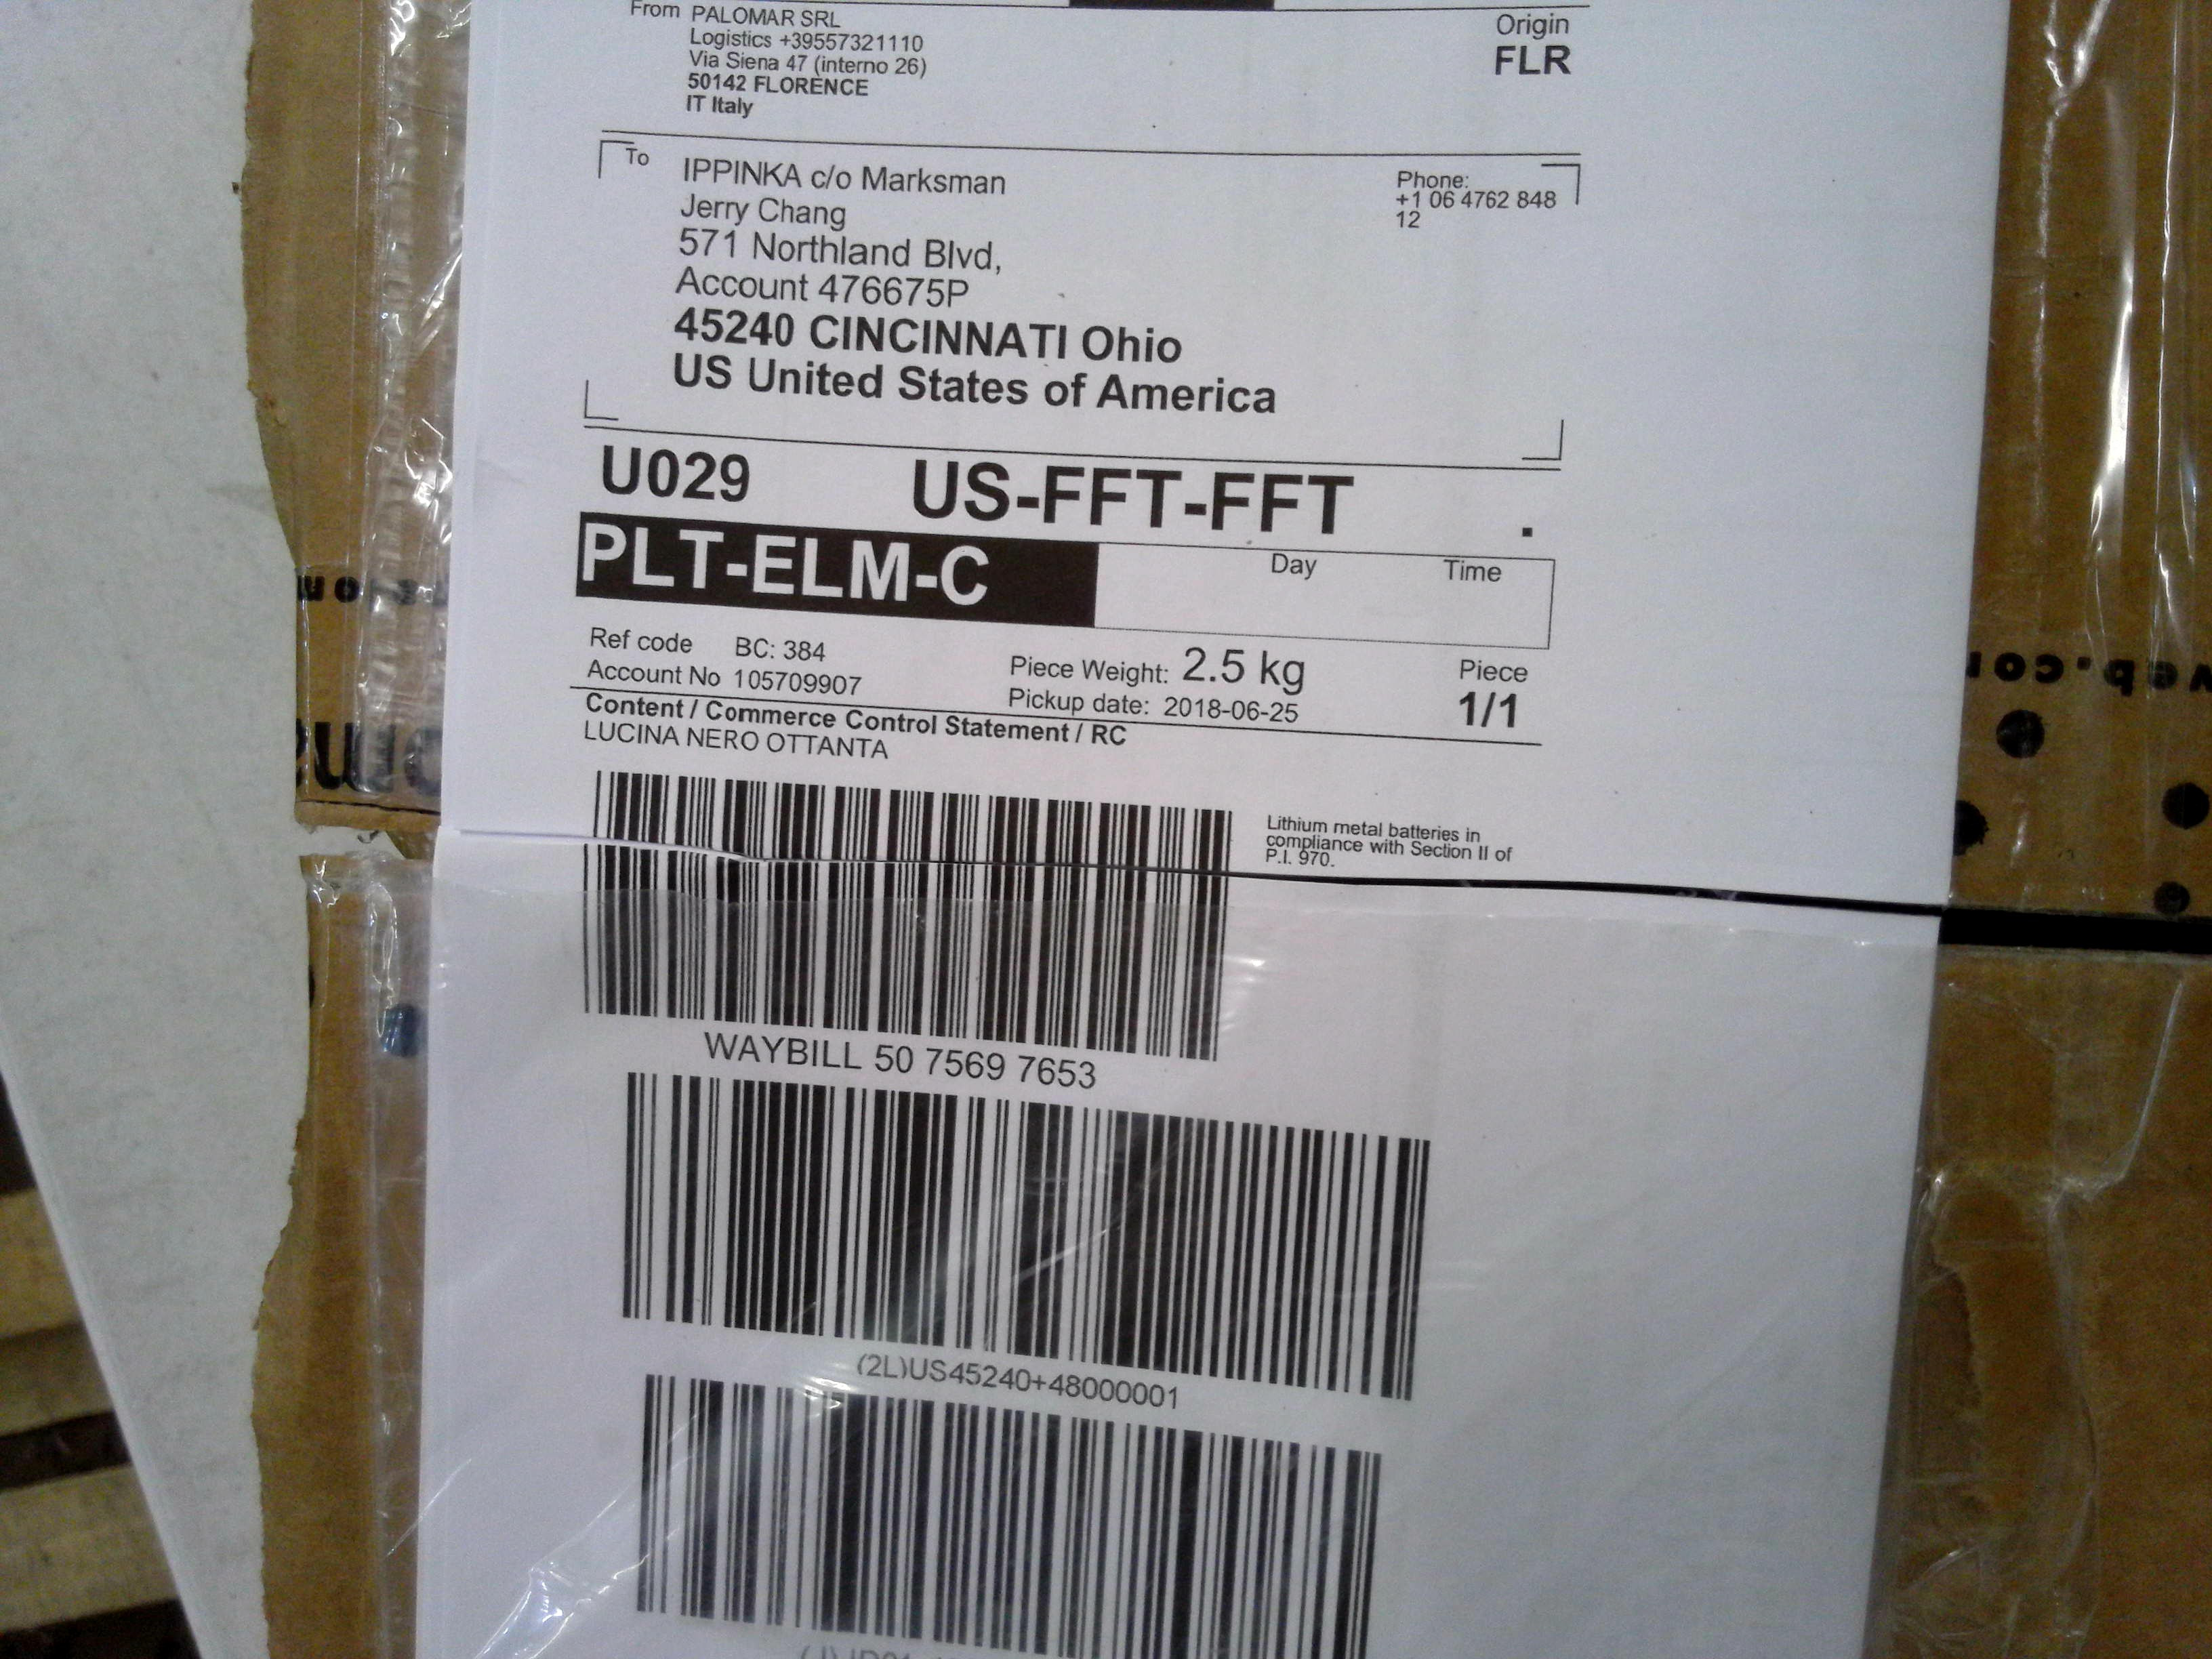 From PALOMAR SRL
Logistics +39557321110
Via Siena 47 (interno 26)
50142 FLORENCE
IT Italy
Origin
FLR
To
IPPINKA c/o Marksman
Jerry Chang
571 Northland Blvd,
Account 476675P
45240 CINCINNATI Ohio
US United States of America
Phone:
+1 06 4762 848
12
U029 US-FFT-FFT .
PLT-ELM-C
Day Time
Ref code BC: 384
Account No 105709907
Piece Weight: 2.5 kg
Pickup date: 2018-06-25
Piece
1/1
Content / Commerce Control Statement / RC
LUCINA NERO OTTANTA
Lithium metal batteries in
compliance with Section II of
P.I. 970.
WAYBILL 50 7569 7653
(2L)US45240+48000001